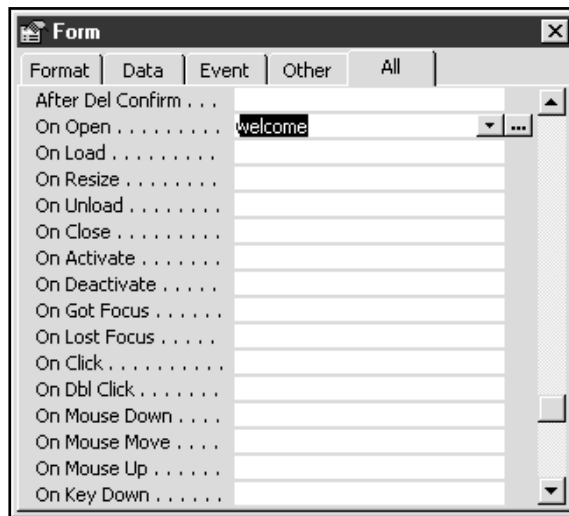 Form
Format Data Event Other All
After Del Confirm . . .
On Open . . . . . . . . . welcome ...
On Load . . . . . . . . .
On Resize . . . . . . . .
On Unload . . . . . . . .
On Close . . . . . . . . .
On Activate . . . . . . .
On Deactivate . . . . .
On Got Focus . . . . . .
On Lost Focus . . . . .
On Click . . . . . . . . . .
On Dbl Click . . . . . . .
On Mouse Down . . . .
On Mouse Move . . . .
On Mouse Up . . . . . .
On Key Down . . . . . .